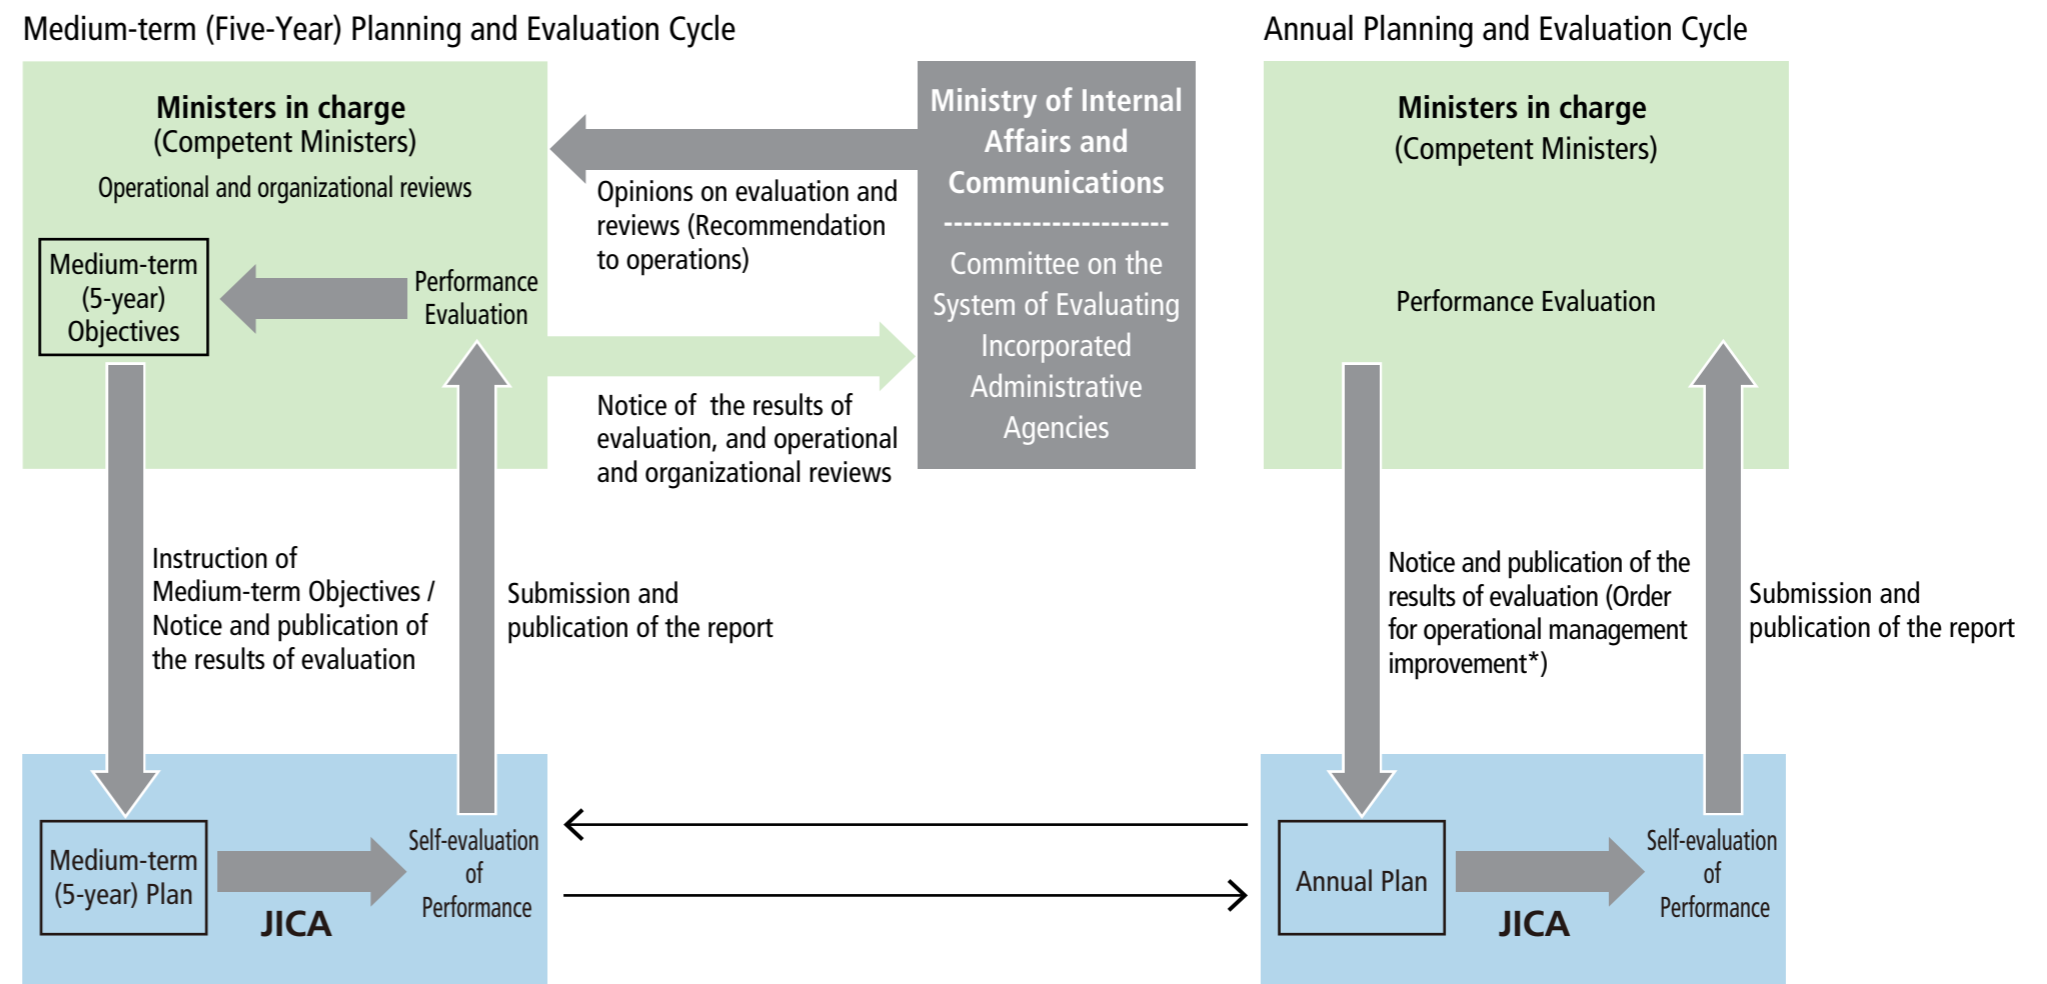 Medium-term (Five-Year) Planning and Evaluation Cycle
Ministers in charge
(Competent Ministers)
Operational and organizational reviews
Medium-term
(5-year)
Objectives
Performance
Evaluation
Opinions on evaluation and
reviews (Recommendation
to operations)
Notice of  the results of
evaluation, and operational
and organizational reviews
Ministry of Internal
Affairs and
Communications
-----------------------
Committee on the
System of Evaluating
Incorporated
Administrative
Agencies
Instruction of
Medium-term Objectives /
Notice and publication of
the results of evaluation
Submission and
publication of the report
Medium-term
(5-year) Plan
JICA
Self-evaluation
of
Performance
Annual Planning and Evaluation Cycle
Ministers in charge
(Competent Ministers)
Performance Evaluation
Notice and publication of the
results of evaluation (Order
for operational management
improvement*)
Submission and
publication of the report
Annual Plan
JICA
Self-evaluation
of
Performance